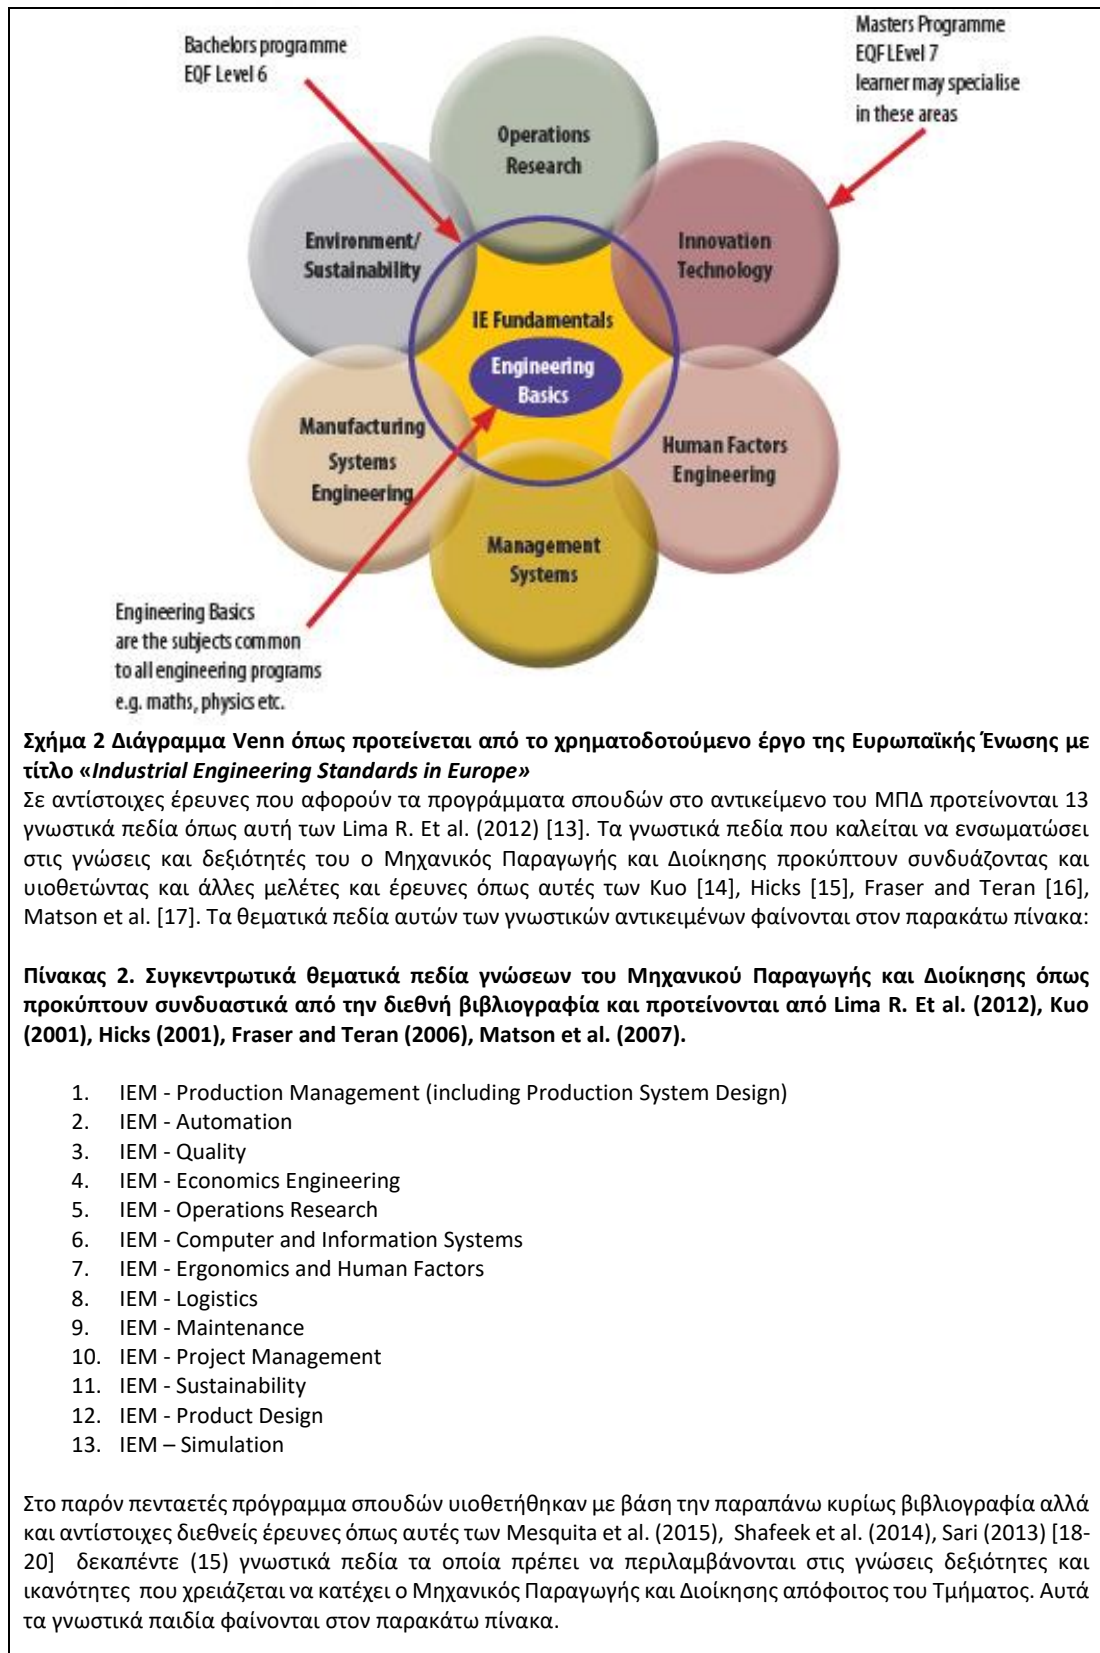 Bachelors programme
EQF Level 6
Masters Programme
EQF LEvel 7
learner may specialise
in these areas
Operations
Research
Environment/
Sustainability
Innovation
Technology
IE Fundamentals
Engineering
Basics
Manufacturing
Systems
Engineering
Human Factors
Engineering
Management
Systems
Engineering Basics
are the subjects common
to all engineering programs
e.g. maths, physics etc.
Σχήμα 2 Διάγραμμα Venn όπως προτείνεται από το χρηματοδοτούμενο έργο της Ευρωπαϊκής Ένωσης με
τίτλο «Industrial Engineering Standards in Europe»
Σε αντίστοιχες έρευνες που αφορούν τα προγράμματα σπουδών στο αντικείμενο του ΜΠΔ προτείνονται 13
γνωστικά πεδία όπως αυτή των Lima R. Et al. (2012) [13]. Τα γνωστικά πεδία που καλείται να ενσωματώσει
στις γνώσεις και δεξιότητές του ο Μηχανικός Παραγωγής και Διοίκησης προκύπτουν συνδυάζοντας και
υιοθετώντας και άλλες μελέτες και έρευνες όπως αυτές των Kuo [14], Hicks [15], Fraser and Teran [16],
Matson et al. [17]. Τα θεματικά πεδία αυτών των γνωστικών αντικειμένων φαίνονται στον παρακάτω πίνακα:
Πίνακας 2. Συγκεντρωτικά θεματικά πεδία γνώσεων του Μηχανικού Παραγωγής και Διοίκησης όπως
προκύπτουν συνδυαστικά από την διεθνή βιβλιογραφία και προτείνονται από Lima R. Et al. (2012), Kuo
(2001), Hicks (2001), Fraser and Teran (2006), Matson et al. (2007).
1. IEM - Production Management (including Production System Design)
2. IEM - Automation
3. IEM - Quality
4. IEM - Economics Engineering
5. IEM - Operations Research
6. IEM - Computer and Information Systems
7. IEM - Ergonomics and Human Factors
8. IEM - Logistics
9. IEM - Maintenance
10. IEM - Project Management
11. IEM - Sustainability
12. IEM - Product Design
13. IEM – Simulation
Στο παρόν πενταετές πρόγραμμα σπουδών υιοθετήθηκαν με βάση την παραπάνω κυρίως βιβλιογραφία αλλά
και αντίστοιχες διεθνείς έρευνες όπως αυτές των Mesquita et al. (2015), Shafeek et al. (2014), Sari (2013) [18-
20] δεκαπέντε (15) γνωστικά πεδία τα οποία πρέπει να περιλαμβάνονται στις γνώσεις δεξιότητες και
ικανότητες που χρειάζεται να κατέχει ο Μηχανικός Παραγωγής και Διοίκησης απόφοιτος του Τμήματος. Αυτά
τα γνωστικά παιδία φαίνονται στον παρακάτω πίνακα.